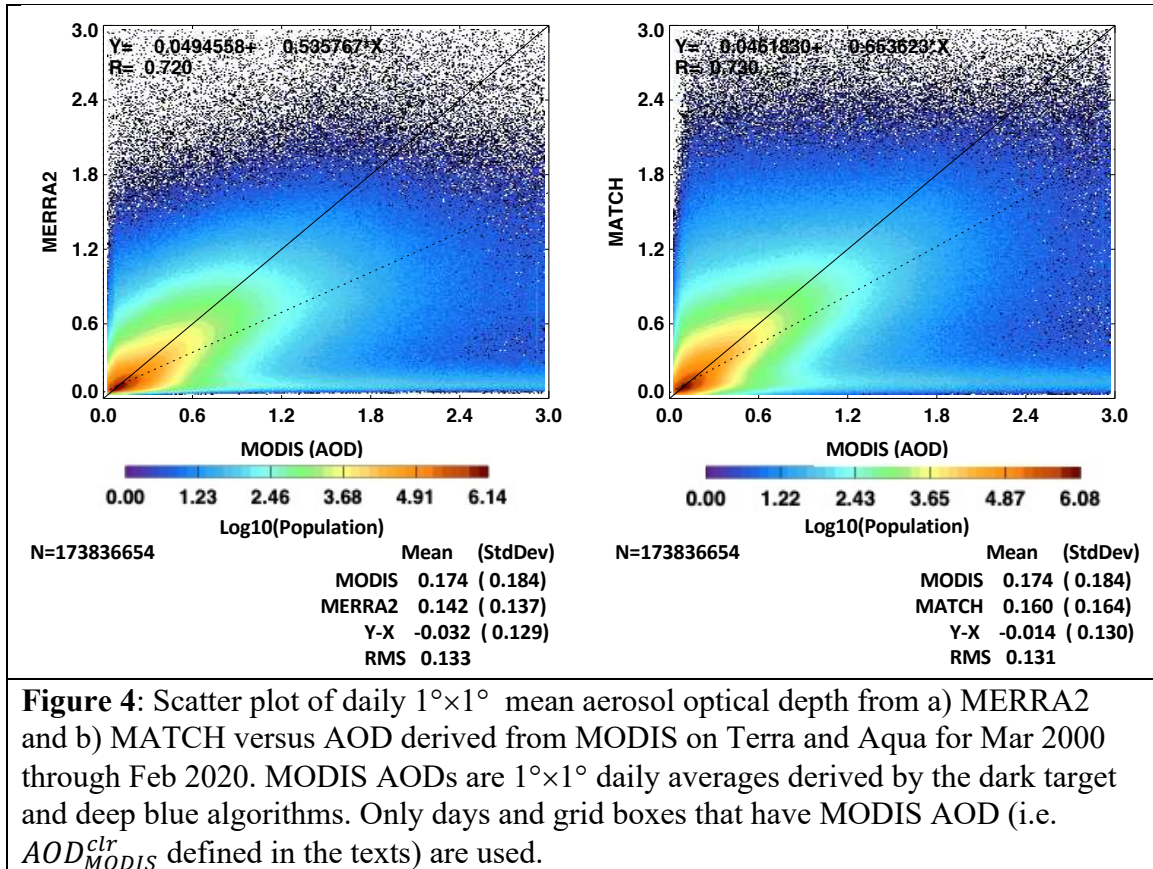 3.0
Y= 0.0494558+ 0.535767*X
R= 0.720
2.4
1.8
1.2
0.6
0.0
MERRA2
0.0 0.6 1.2 1.8 2.4 3.0
MODIS (AOD)
0.00 1.23 2.46 3.68 4.91 6.14
Log10(Population)
N=173836654
Mean (StdDev)
MODIS 0.174 ( 0.184)
MERRA2 0.142 ( 0.137)
Y-X -0.032 ( 0.129)
RMS 0.133
3.0
Y= 0.0461830+ 0.653623*X
R= 0.730
2.4
1.8
1.2
0.6
0.0
MATCH
0.0 0.6 1.2 1.8 2.4 3.0
MODIS (AOD)
0.00 1.22 2.43 3.65 4.87 6.08
Log10(Population)
N=173836654
Mean (StdDev)
MODIS 0.174 ( 0.184)
MATCH 0.160 ( 0.164)
Y-X -0.014 ( 0.130)
RMS 0.131
Figure 4: Scatter plot of daily 1°×1° mean aerosol optical depth from a) MERRA2
and b) MATCH versus AOD derived from MODIS on Terra and Aqua for Mar 2000
through Feb 2020. MODIS AODs are 1°×1° daily averages derived by the dark target
and deep blue algorithms. Only days and grid boxes that have MODIS AOD (i.e.
𝐴𝑂𝐷^{clr}_{MODIS} defined in the texts) are used.